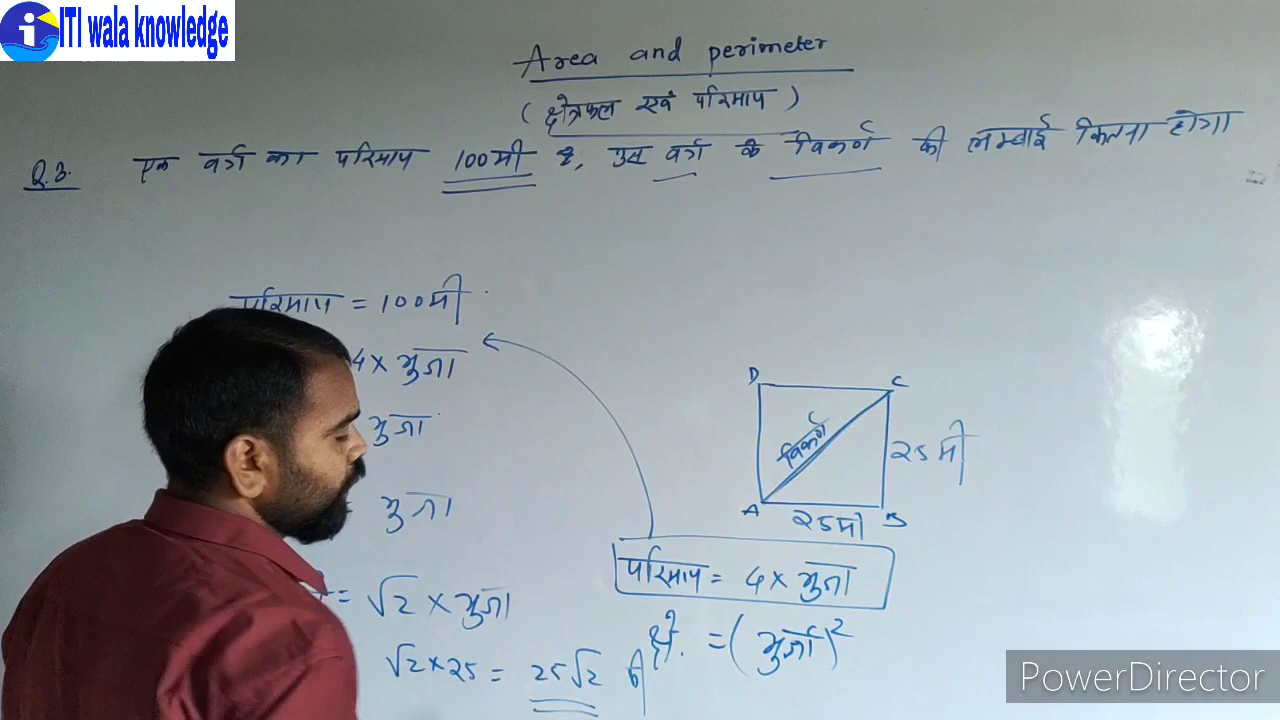 ITI wala knowledge
Area and perimeter
(क्षेत्रफल एवं परिमाप)
Q.3. एक वर्ग का परिमाप 100मी है, उस वर्ग के विकर्ण की लम्बाई कितना होगा
परिमाप = 100मी
4 × भुजा
भुजा
भुजा
= √2 × भुजा
√2 × 25 = 25√2 मी
D C
विकर्ण
25मी
A B
25मी
परिमाप = 4 × भुजा
क्षे. = (भुजा)²
PowerDirector